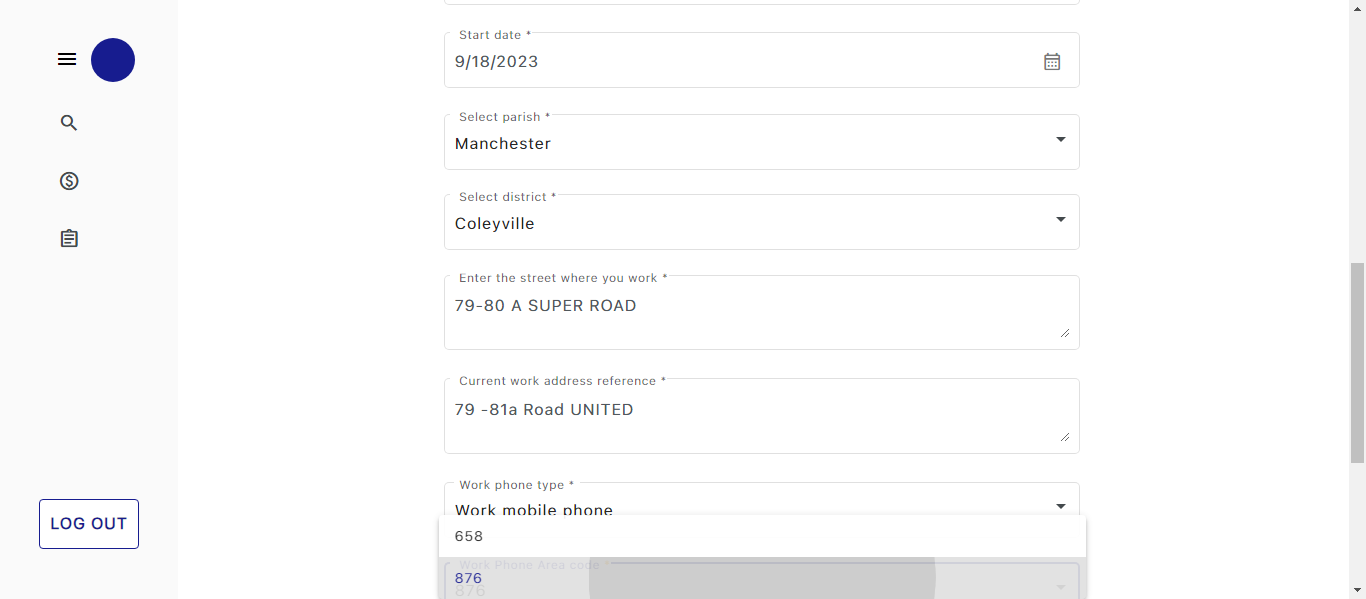 Start date *
9/18/2023
Select parish *
Manchester
Select district *
Coleyville
Enter the street where you work *
79-80 A SUPER ROAD
Current work address reference *
79 -81a Road UNITED
Work phone type *
Work mobile phone
658
Work Phone Area code *
876
876
LOG OUT